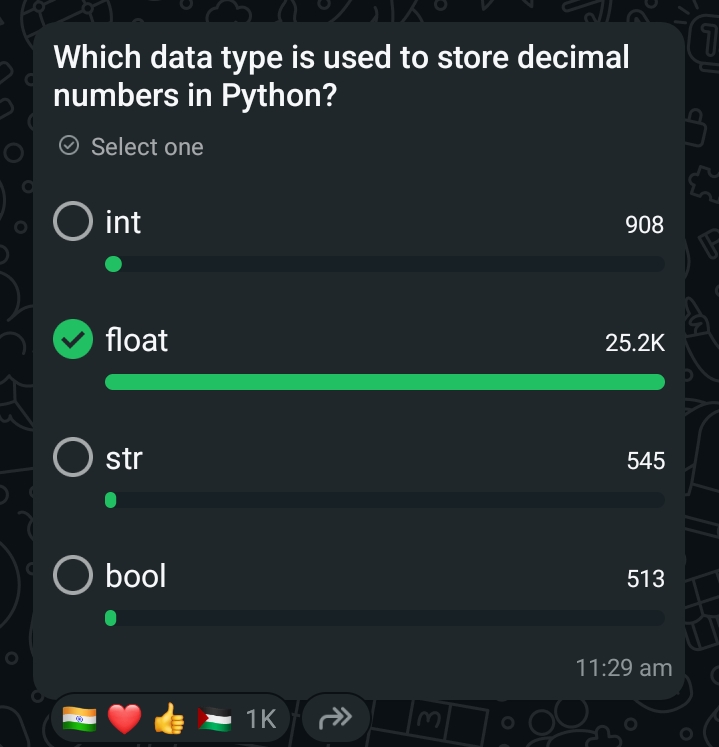 Which data type is used to store decimal
numbers in Python?
Select one
int 908
float 25.2K
str 545
bool 513
11:29 am
1K